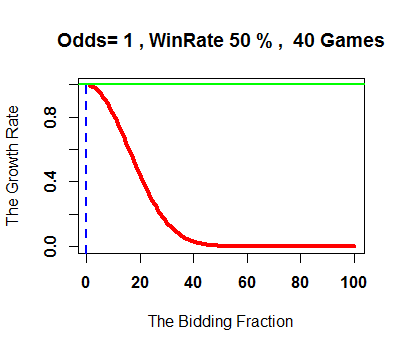 Odds= 1 , WinRate 50 % ,  40 Games
The Growth Rate
0.8
0.4
0.0
0 20 40 60 80 100
The Bidding Fraction